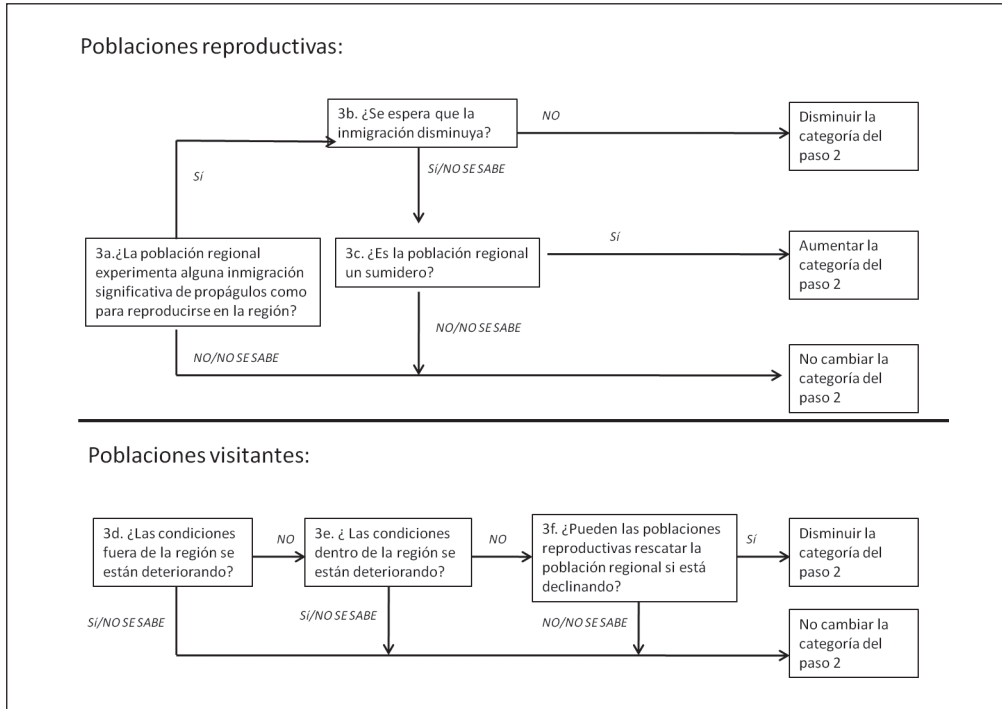 Poblaciones reproductivas:
3b. ¿Se espera que la
inmigración disminuya?
NO
Disminuir la
categoría del
paso 2
Sí
Sí/NO SE SABE
3a.¿La población regional
experimenta alguna inmigración
significativa de propágulos como
para reproducirse en la región?
3c. ¿Es la población regional
un sumidero?
Sí
Aumentar la
categoría del
paso 2
NO/NO SE SABE
NO/NO SE SABE
No cambiar la
categoría del
paso 2
Poblaciones visitantes:
3d. ¿Las condiciones
fuera de la región se
están deteriorando?
NO
3e. ¿ Las condiciones
dentro de la región se
están deteriorando?
NO
3f. ¿Pueden las poblaciones
reproductivas rescatar la
población regional si está
declinando?
Sí
Disminuir la
categoría del
paso 2
Sí/NO SE SABE
Sí/NO SE SABE
NO/NO SE SABE
No cambiar la
categoría del
paso 2